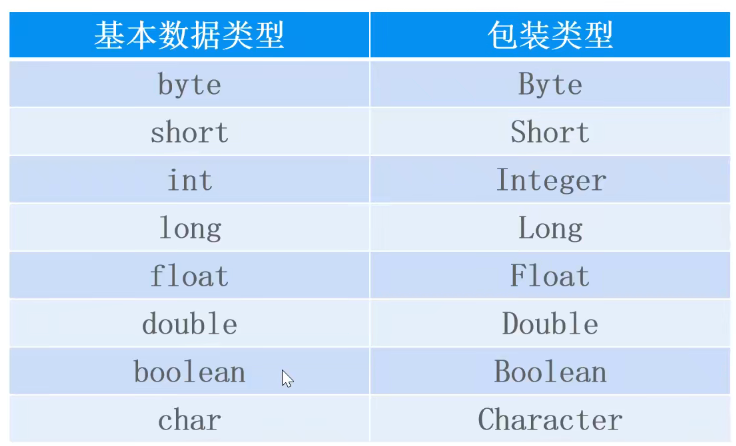 基本数据类型 包装类型
byte Byte
short Short
int Integer
long Long
float Float
double Double
boolean Boolean
char Character